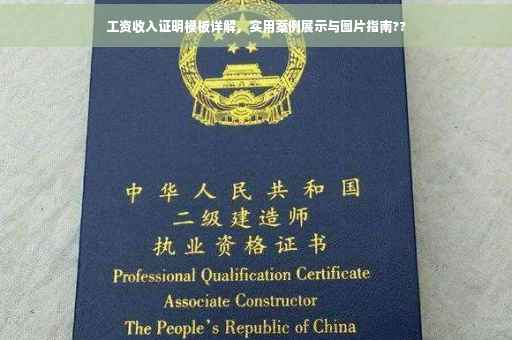 工资收入证明模板详解，实用案例展示与图片指南??
中华人民共和国
二级建造师
执业资格证书
Professional Qualification Certificate
Associate Constructor
The People's Republic of China